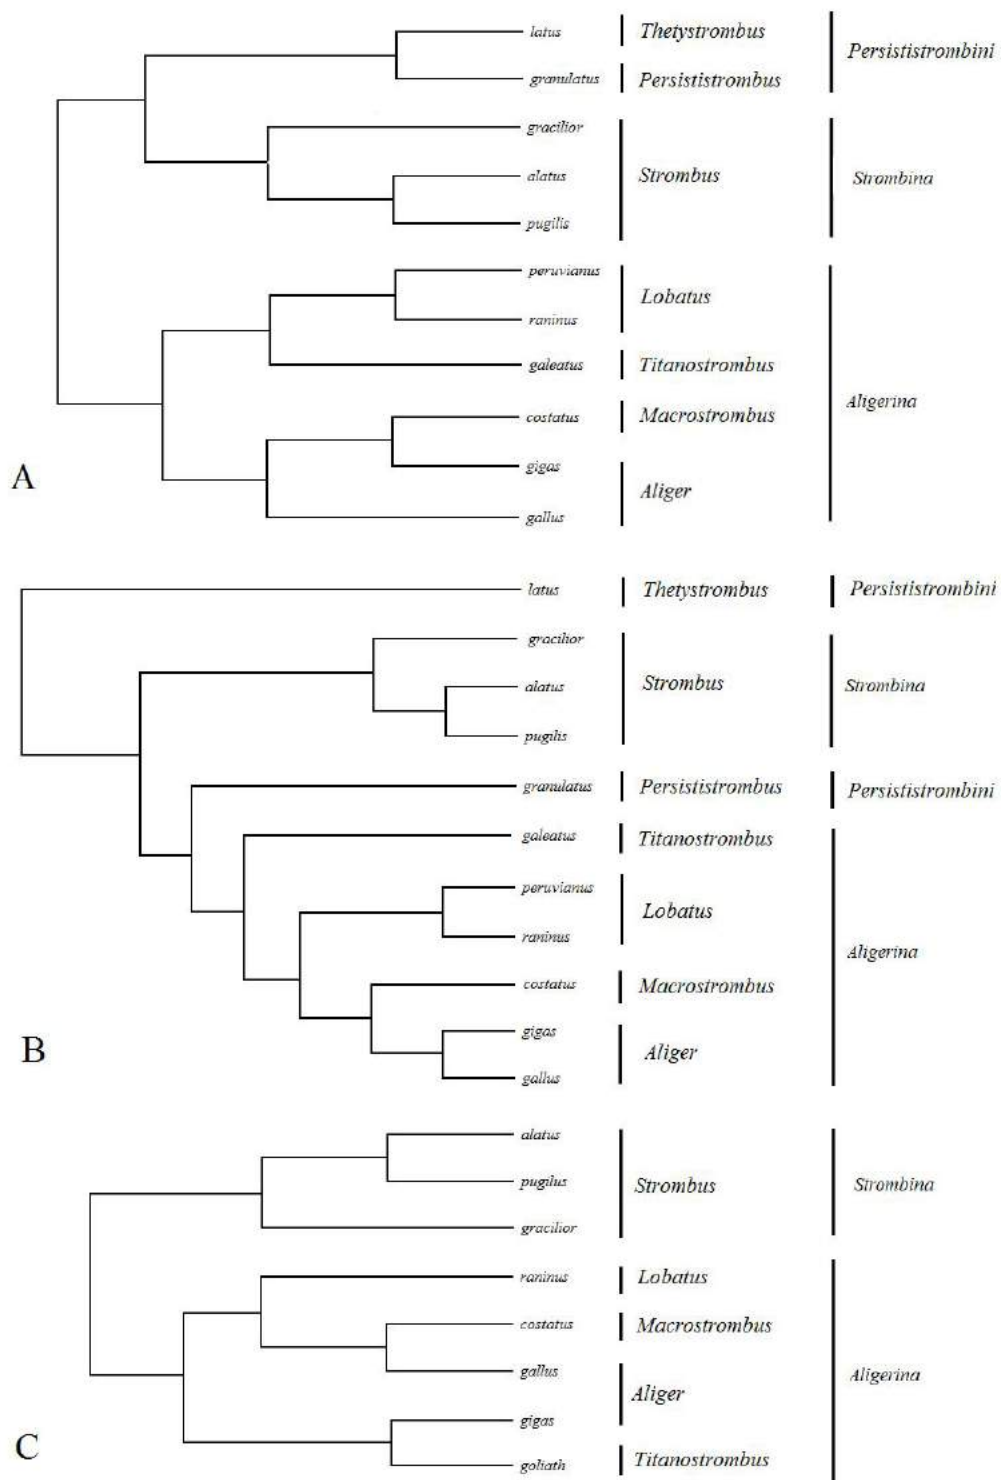 latus Thetystrombus Persististrombini
granulatus Persististrombus
gracilior
alatus Strombus Strombina
pugilis
peruvianus
raninus Lobatus
galeatus Titanostrombus
costatus Macrostrombus Aligerina
gigas
A Aliger
gallus
latus Thetystrombus Persististrombini
gracilior
alatus Strombus Strombina
pugilis
granulatus Persististrombus Persististrombini
galeatus Titanostrombus
peruvianus
raninus Lobatus
Aligerina
costatus Macrostrombus
gigas
B Aliger
gallus
alatus
pugilus Strombus Strombina
gracilior
raninus Lobatus
costatus Macrostrombus
gallus Aligerina
Aliger
gigas
C
goliath Titanostrombus